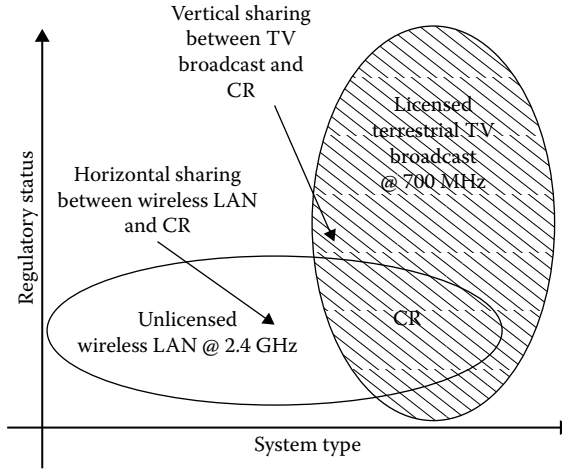 Vertical sharing
between TV
broadcast and
CR
Licensed
terrestrial TV
broadcast
@ 700 MHz
Horizontal sharing
between wireless LAN
and CR
Regulatory status
Unlicensed
wireless LAN @ 2.4 GHz
CR
System type